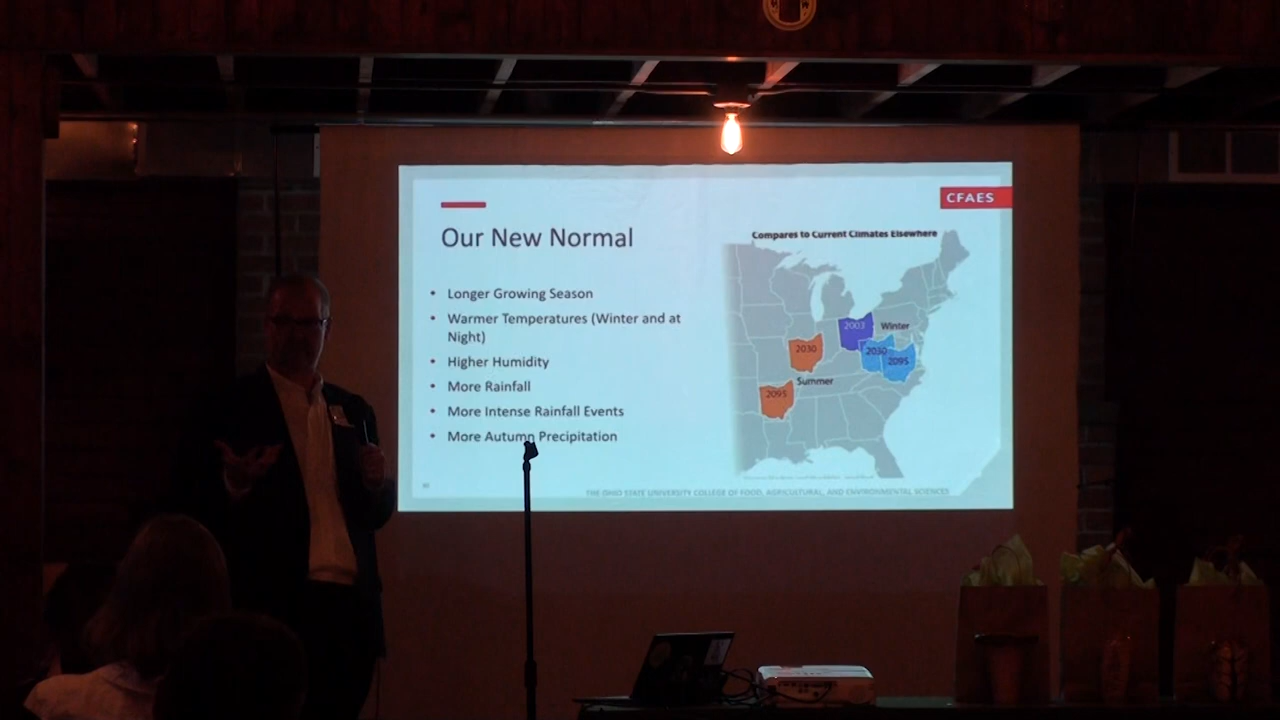 CFAES
Our New Normal
Compares to Current Climates Elsewhere
Longer Growing Season
Warmer Temperatures (Winter and at
Night)
Higher Humidity
More Rainfall
More Intense Rainfall Events
More Autumn Precipitation
2003
Winter
2030
2030
2095
Summer
2095
THE OHIO STATE UNIVERSITY COLLEGE OF FOOD, AGRICULTURAL, AND ENVIRONMENTAL SCIENCES